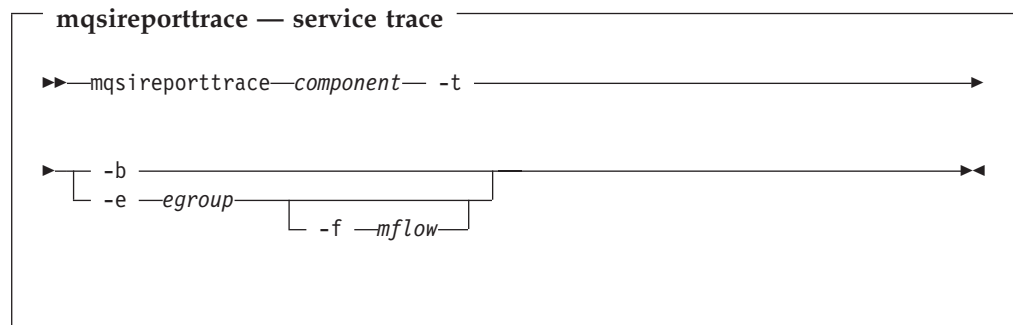 mqsireporttrace — service trace
mqsireporttrace component -t
-b
-e egroup
-f mflow